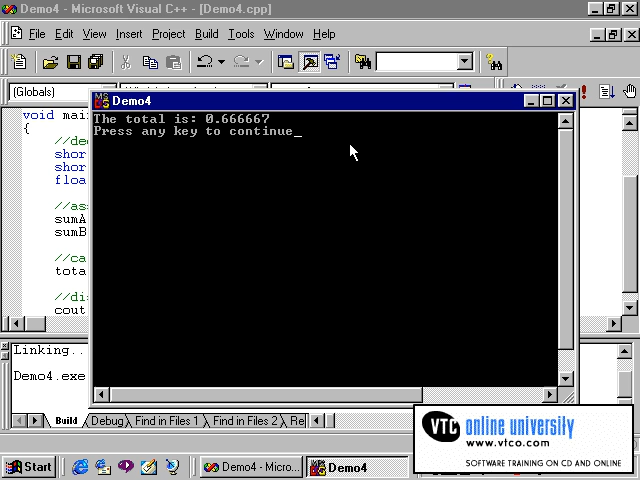 Demo4 - Microsoft Visual C++ - [Demo4.cpp]
File Edit View Insert Project Build Tools Window Help
(Globals)
Demo4
The total is: 0.666667
Press any key to continue_
void main
{
//dec
shor
shor
floa
//as
sumA
sumB
//ca
tota
//di
cout
Linking..
Demo4.exe
Build Debug Find in Files 1 Find in Files 2 Re
VTC online university
www.vtco.com
SOFTWARE TRAINING ON CD AND ONLINE
Start Demo4 - Micro... Demo4